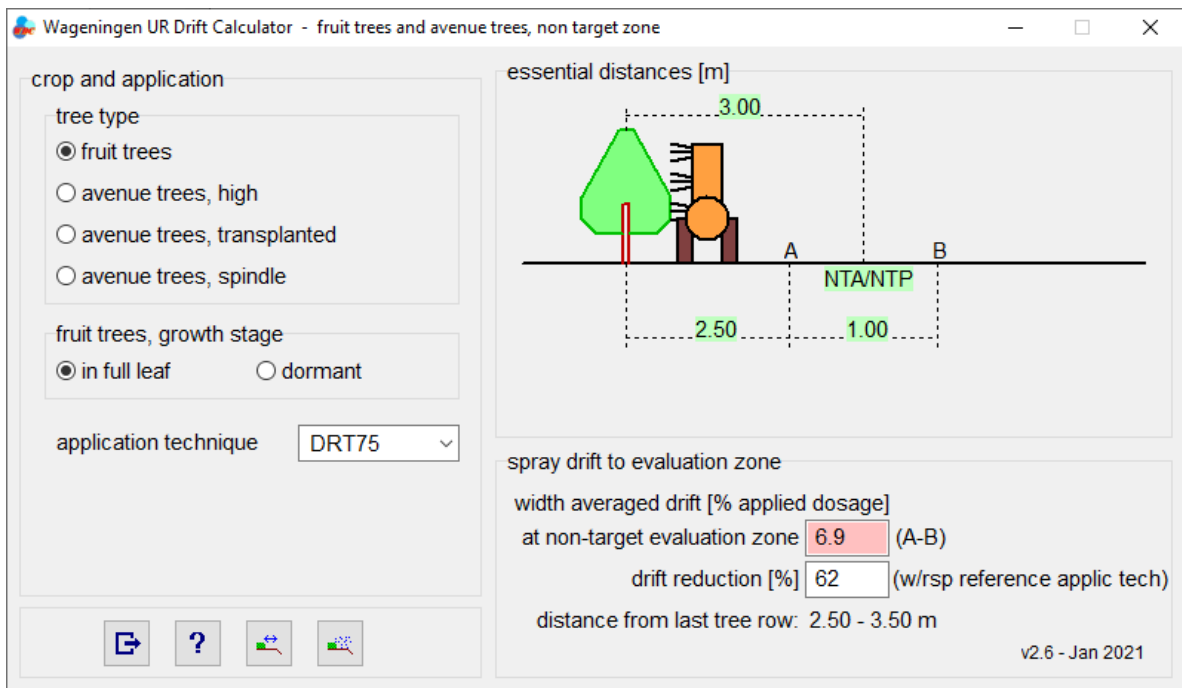 Wageningen UR Drift Calculator - fruit trees and avenue trees, non target zone
crop and application
tree type
fruit trees
avenue trees, high
avenue trees, transplanted
avenue trees, spindle
fruit trees, growth stage
in full leaf dormant
application technique DRT75
?
essential distances [m]
3.00
A B
NTA/NTP
2.50 1.00
spray drift to evaluation zone
width averaged drift [% applied dosage]
at non-target evaluation zone 6.9 (A-B)
drift reduction [%] 62 (w/rsp reference applic tech)
distance from last tree row: 2.50 - 3.50 m
v2.6 - Jan 2021